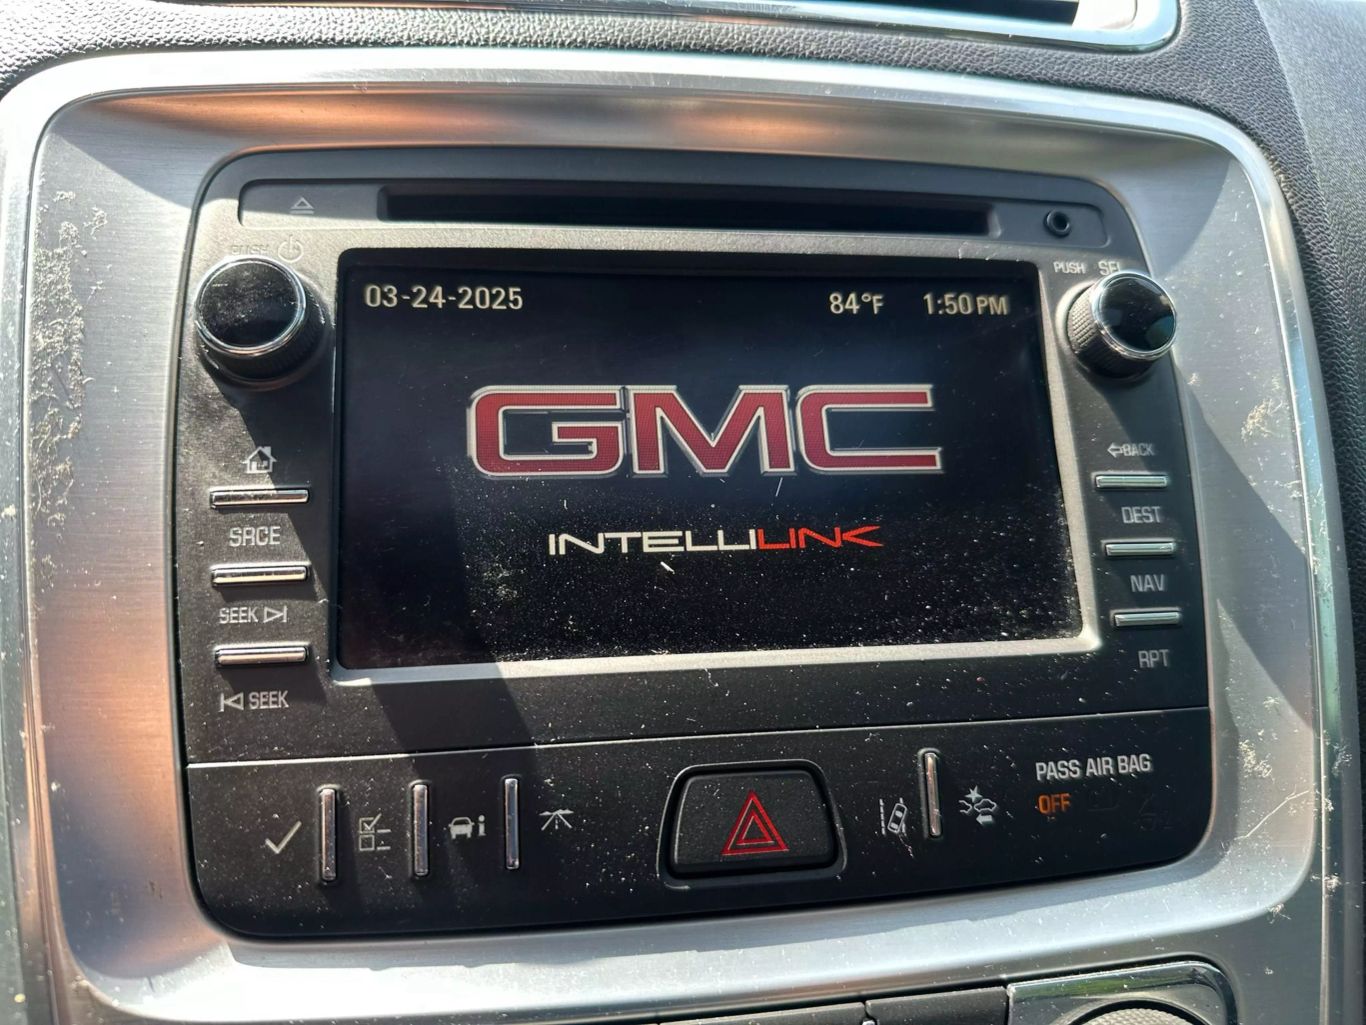 PUSH
PUSH SEL
03-24-2025 84°F 1:50 PM
GMC
INTELLILINK
BACK
SRCE
DEST
SEEK
NAV
SEEK
RPT
PASS AIR BAG
OFF